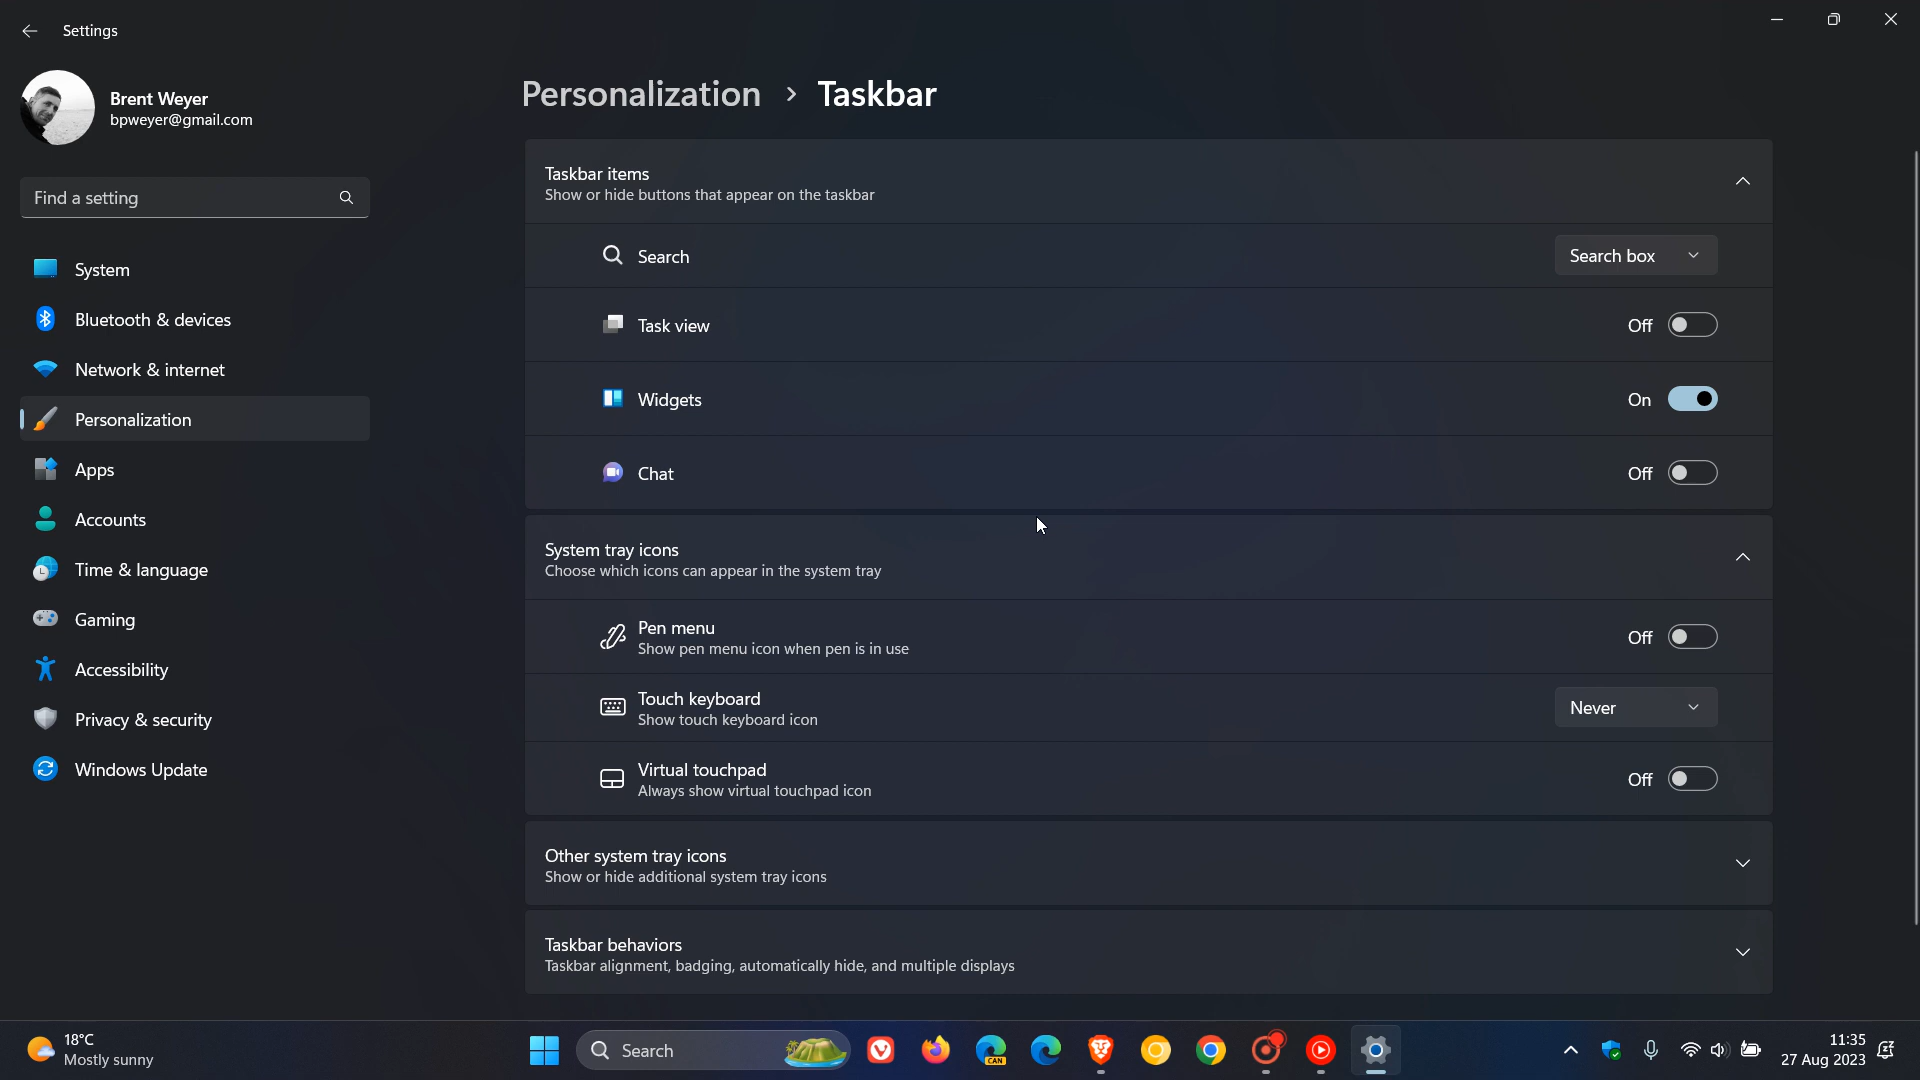 Settings
Brent Weyer
bpweyer@gmail.com
Find a setting
System
Bluetooth & devices
Network & internet
Personalization
Apps
Accounts
Time & language
Gaming
Accessibility
Privacy & security
Windows Update
Personalization > Taskbar
Taskbar items
Show or hide buttons that appear on the taskbar
Search Search box
Task view Off
Widgets On
Chat Off
System tray icons
Choose which icons can appear in the system tray
Pen menu
Show pen menu icon when pen is in use
Off
Touch keyboard
Show touch keyboard icon
Never
Virtual touchpad
Always show virtual touchpad icon
Off
Other system tray icons
Show or hide additional system tray icons
Taskbar behaviors
Taskbar alignment, badging, automatically hide, and multiple displays
18°C
Mostly sunny
Search
CAN
11:35
27 Aug 2023